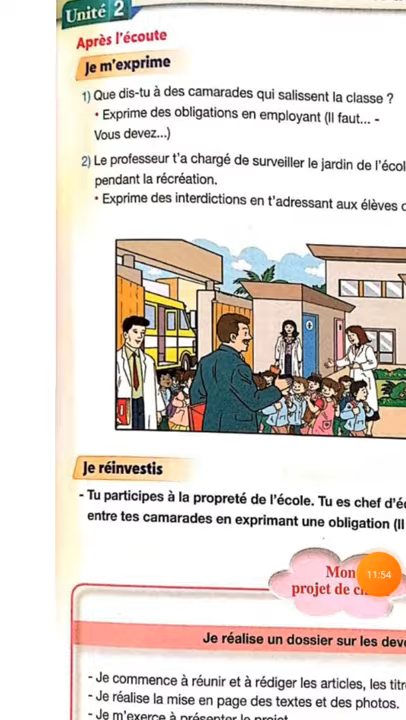 Unité 2
Après l'écoute
Je m'exprime
1) Que dis-tu à des camarades qui salissent la classe ?
• Exprime des obligations en employant (Il faut... -
Vous devez...)
2) Le professeur t'a chargé de surveiller le jardin de l'écol
pendant la récréation.
• Exprime des interdictions en t'adressant aux élèves
Je réinvestis
- Tu participes à la propreté de l'école. Tu es chef d'é
entre tes camarades en exprimant une obligation (Il
Mon
11:54
projet de
Je réalise un dossier sur les dev
- Je commence à réunir et à rédiger les articles, les titr
- Je réalise la mise en page des textes et des photos.
- Je m'exerce à présenter le projet